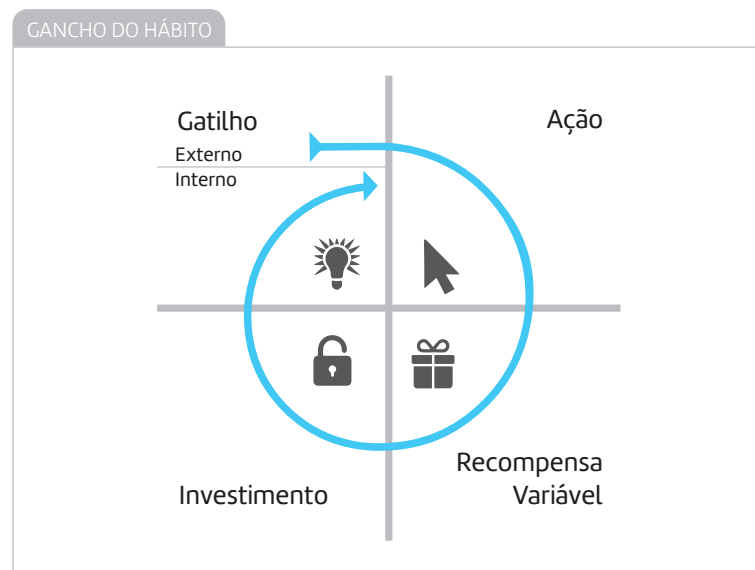 GANCHO DO HÁBITO
Gatilho
Externo
Interno
Ação
Investimento
Recompensa
Variável